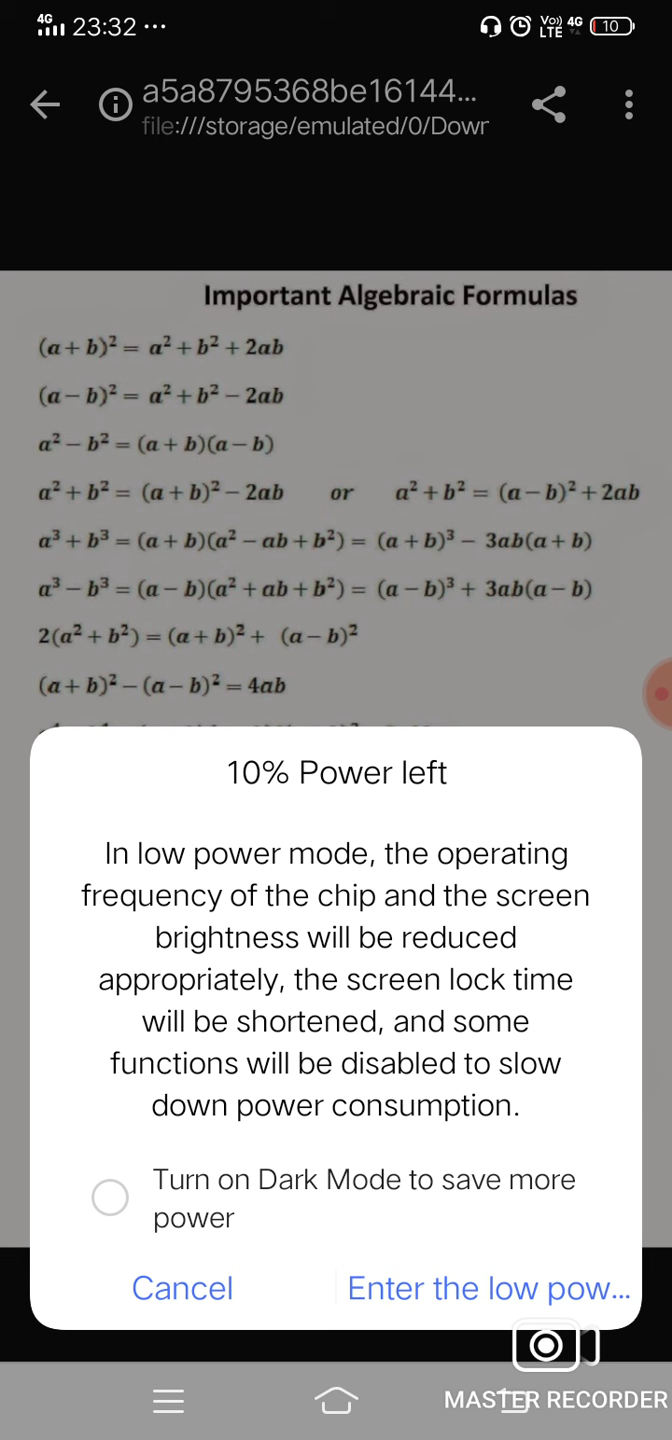 4G 23:32 ... Vo)) LTE 4G 10
a5a8795368be16144...
file:///storage/emulated/0/Dowr
Important Algebraic Formulas
(a + b)² = a² + b² + 2ab
(a − b)² = a² + b² − 2ab
a² − b² = (a + b)(a − b)
a² + b² = (a + b)² − 2ab or a² + b² = (a − b)² + 2ab
a³ + b³ = (a + b)(a² − ab + b²) = (a + b)³ − 3ab(a + b)
a³ − b³ = (a − b)(a² + ab + b²) = (a − b)³ + 3ab(a − b)
2(a² + b²) = (a + b)² + (a − b)²
(a + b)² − (a − b)² = 4ab
10% Power left
In low power mode, the operating
frequency of the chip and the screen
brightness will be reduced
appropriately, the screen lock time
will be shortened, and some
functions will be disabled to slow
down power consumption.
Turn on Dark Mode to save more
power
Cancel Enter the low pow...
MASTER RECORDER